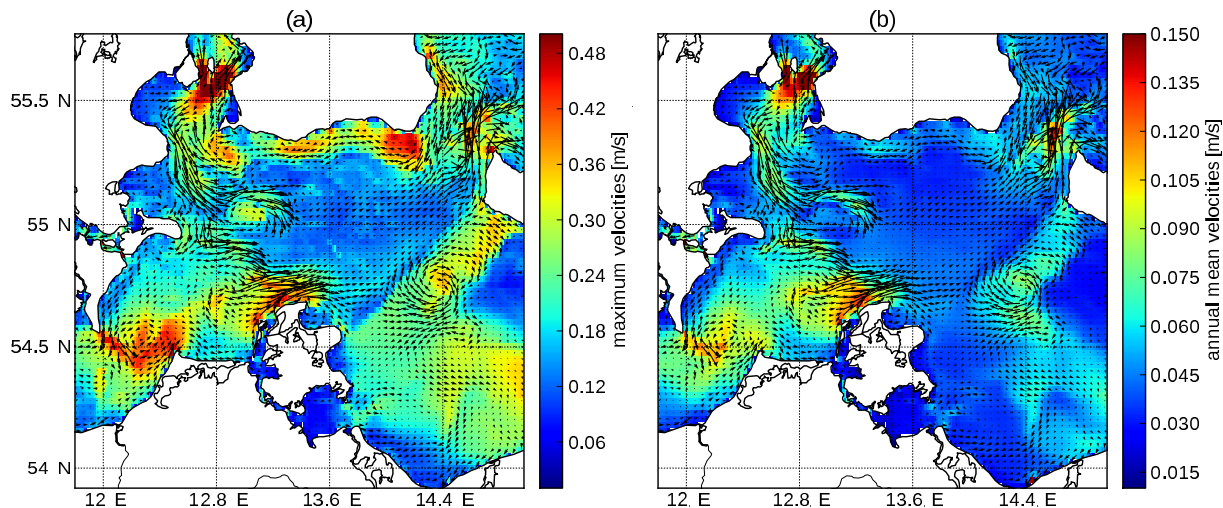 (a)
(b)
55.5 N
55 N
54.5 N
54 N
12 E
12.8 E
13.6 E
14.4 E
0.48
0.42
0.36
0.30
0.24
0.18
0.12
0.06
maximum velocities [m/s]
12 E
12.8 E
13.6 E
14.4 E
0.150
0.135
0.120
0.105
0.090
0.075
0.060
0.045
0.030
0.015
annual mean velocities [m/s]